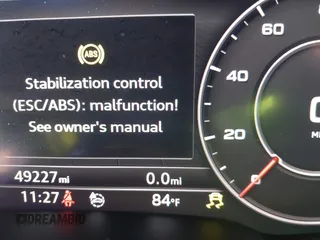 ABS
Stabilization control
(ESC/ABS): malfunction!
See owner's manual
49227 mi
0.0 mi
11:27
84°F
60
40
20
0
DREAMBID